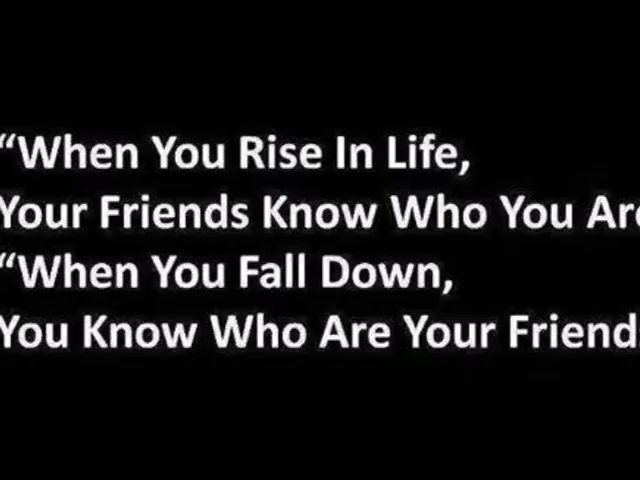 “When You Rise In Life,
Your Friends Know Who You Are
“When You Fall Down,
You Know Who Are Your Friend